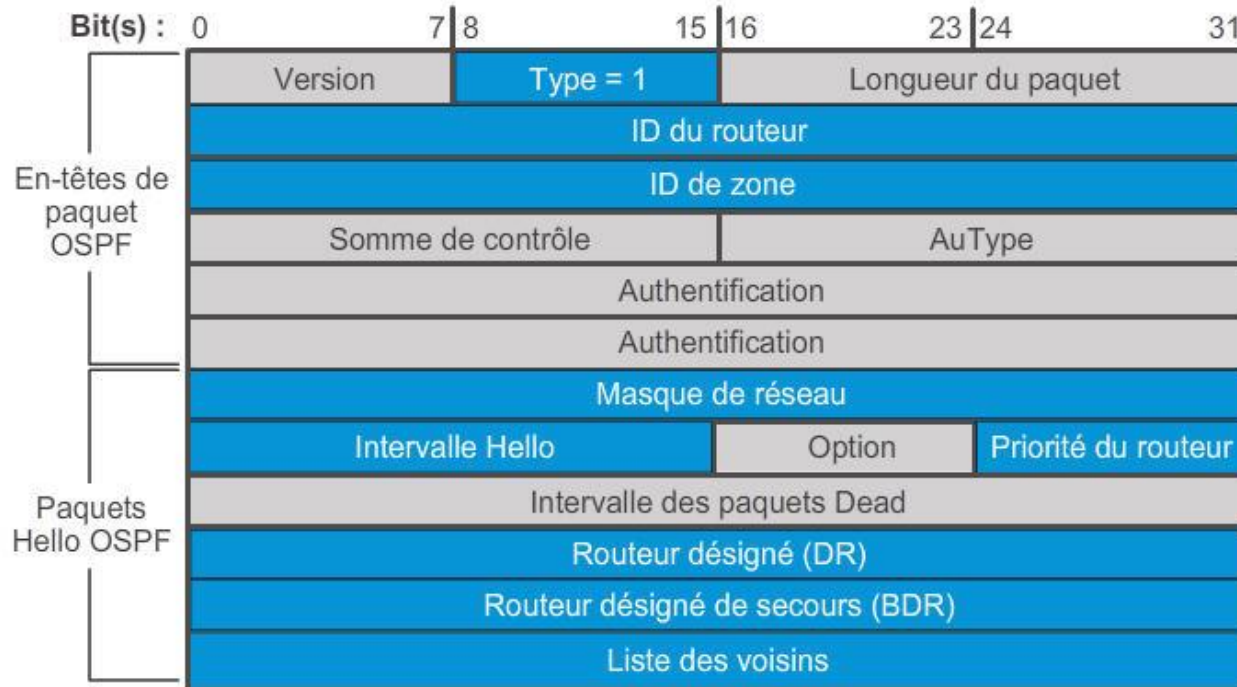 Bit(s) : 0 7 8 15 16 23 24 31
Version Type = 1 Longueur du paquet
ID du routeur
ID de zone
En-têtes de
paquet
OSPF
Somme de contrôle AuType
Authentification
Authentification
Masque de réseau
Intervalle Hello Option Priorité du routeur
Paquets
Hello OSPF
Intervalle des paquets Dead
Routeur désigné (DR)
Routeur désigné de secours (BDR)
Liste des voisins